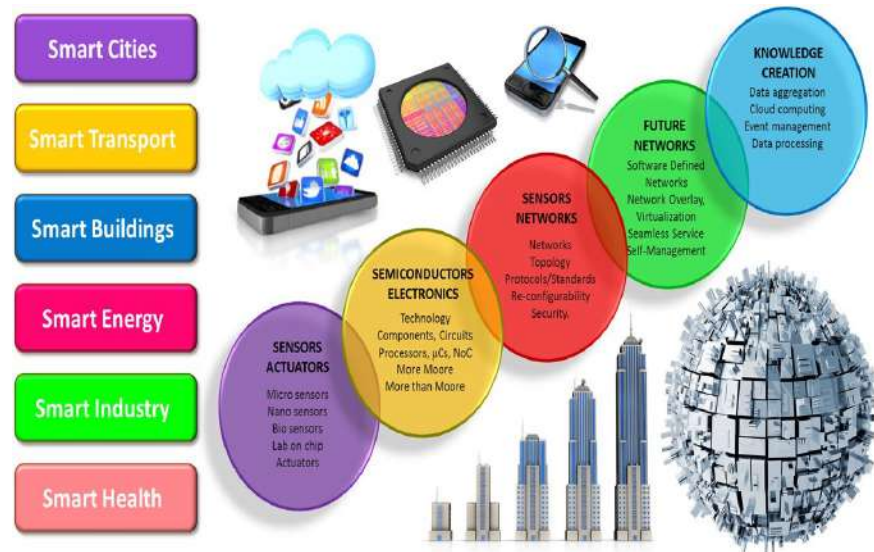 Smart Cities
Smart Transport
Smart Buildings
Smart Energy
Smart Industry
Smart Health
SENSORS
ACTUATORS
Micro sensors
Nano sensors
Bio sensors
Lab on chip
Actuators
SEMICONDUCTORS
ELECTRONICS
Technology
Components, Circuits
Processors, µCs, NoC
More Moore
More than Moore
SENSORS
NETWORKS
Networks
Topology
Protocols/Standards
Re-configurability
Security.
FUTURE
NETWORKS
Software Defined
Networks
Network Overlay,
Virtualization
Seamless Service
Self-Management
KNOWLEDGE
CREATION
Data aggregation
Cloud computing
Event management
Data processing